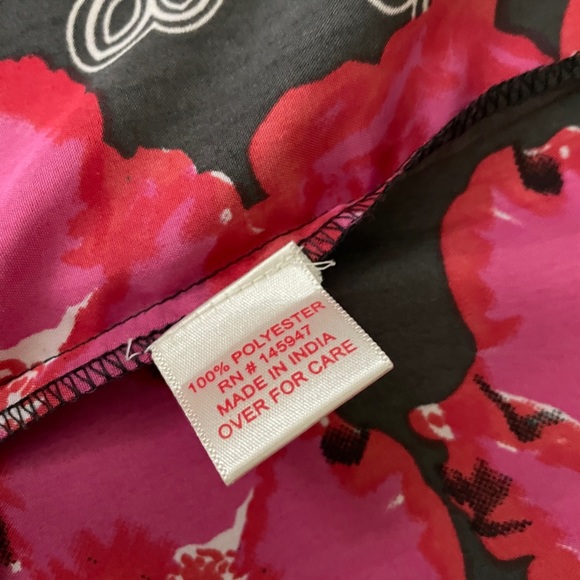 100% POLYESTER
RN # 145947
MADE IN INDIA
OVER FOR CARE